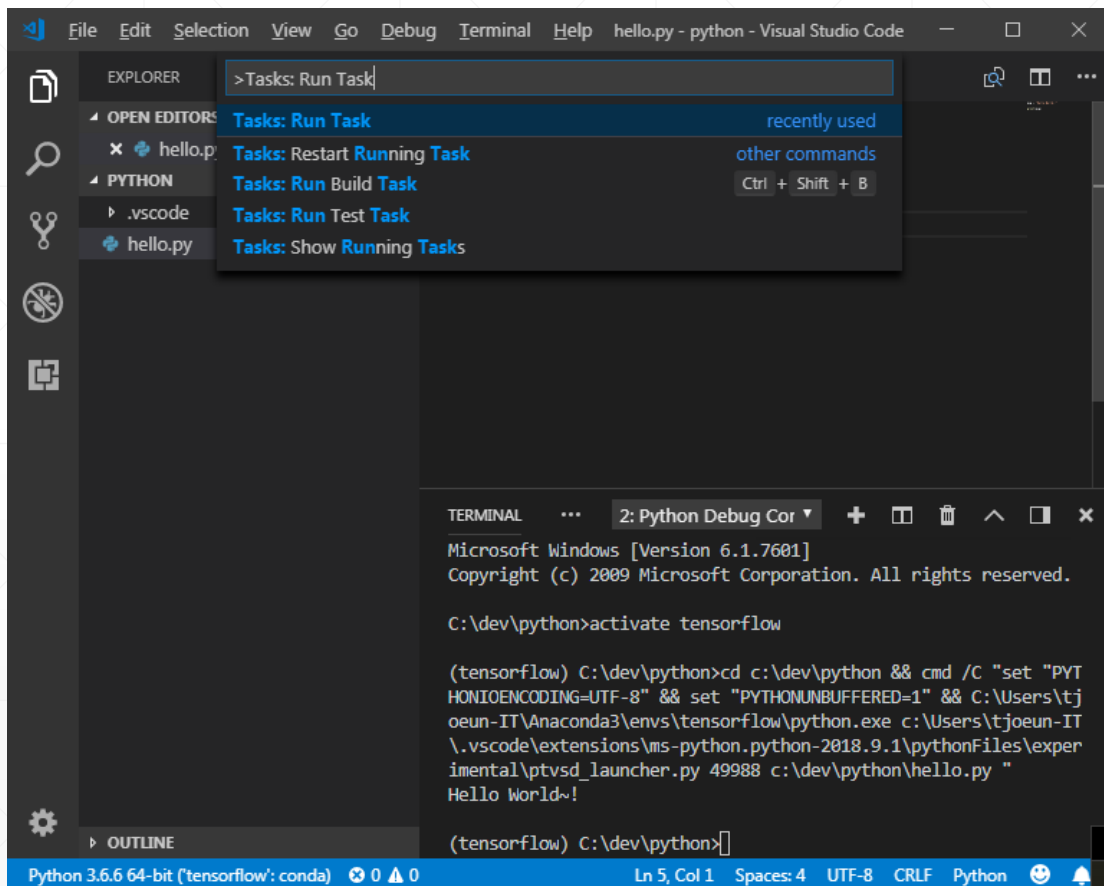 File Edit Selection View Go Debug Terminal Help hello.py - python - Visual Studio Code
EXPLORER
>Tasks: Run Task
OPEN EDITORS
Tasks: Run Task recently used
hello.py
Tasks: Restart Running Task other commands
PYTHON
Tasks: Run Build Task Ctrl + Shift + B
.vscode
Tasks: Run Test Task
hello.py
Tasks: Show Running Tasks
TERMINAL ... 2: Python Debug Cor
Microsoft Windows [Version 6.1.7601]
Copyright (c) 2009 Microsoft Corporation. All rights reserved.
C:\dev\python>activate tensorflow
(tensorflow) C:\dev\python>cd c:\dev\python && cmd /C "set "PYT
HONIOENCODING=UTF-8" && set "PYTHONUNBUFFERED=1" && C:\Users\tj
oeun-IT\Anaconda3\envs\tensorflow\python.exe c:\Users\tjoeun-IT
\.vscode\extensions\ms-python.python-2018.9.1\pythonFiles\exper
imental\ptvsd_launcher.py 49988 c:\dev\python\hello.py "
Hello World~!
(tensorflow) C:\dev\python>
OUTLINE
Python 3.6.6 64-bit ('tensorflow': conda) 0 0 Ln 5, Col 1 Spaces: 4 UTF-8 CRLF Python